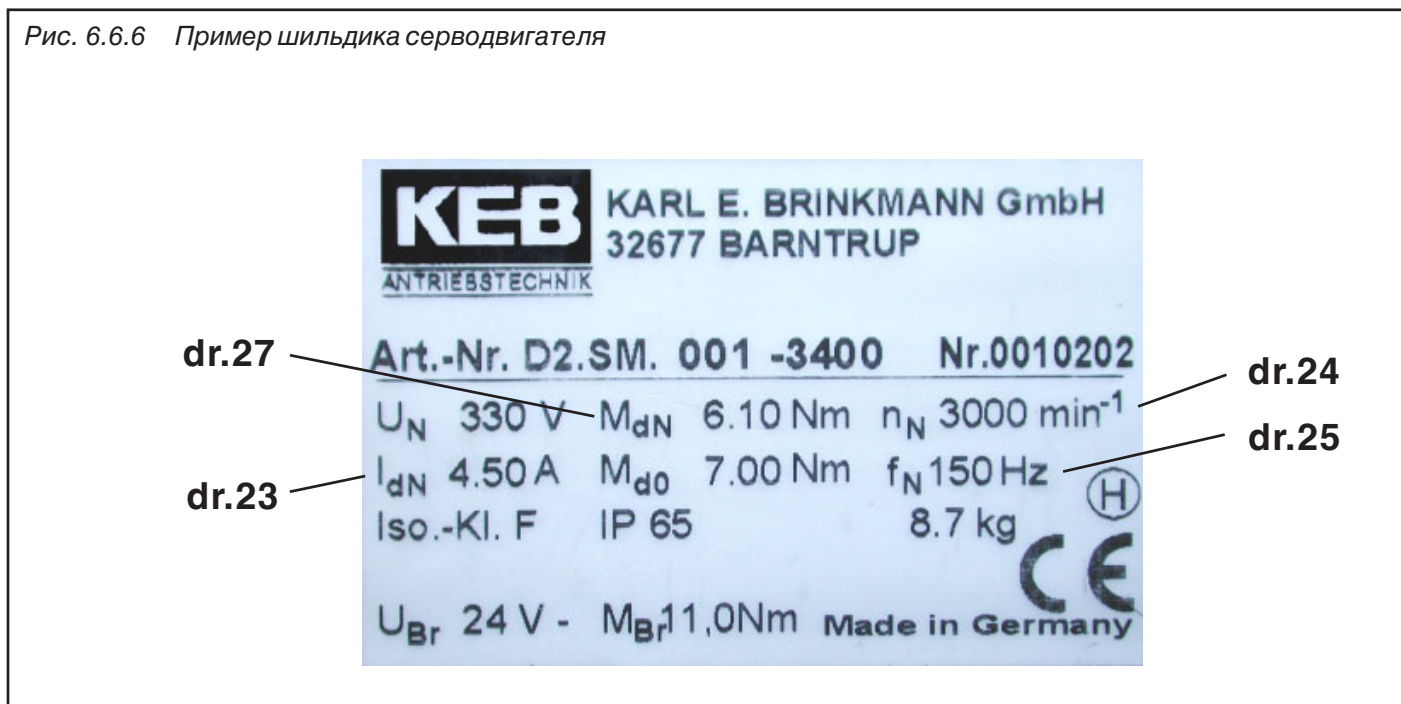 Рис. 6.6.6 Пример шильдика серводвигателя
KEB
ANTRIEBSTECHNIK
KARL E. BRINKMANN GmbH
32677 BARNTRUP
dr.27
Art.-Nr. D2.SM. 001 -3400 Nr.0010202
dr.24
U_N 330 V M_dN 6.10 Nm n_N 3000 min⁻¹
dr.25
dr.23
I_dN 4.50 A M_d0 7.00 Nm f_N 150 Hz
H
Iso.-Kl. F IP 65 8.7 kg
CE
U_Br 24 V - M_Br 11,0Nm Made in Germany